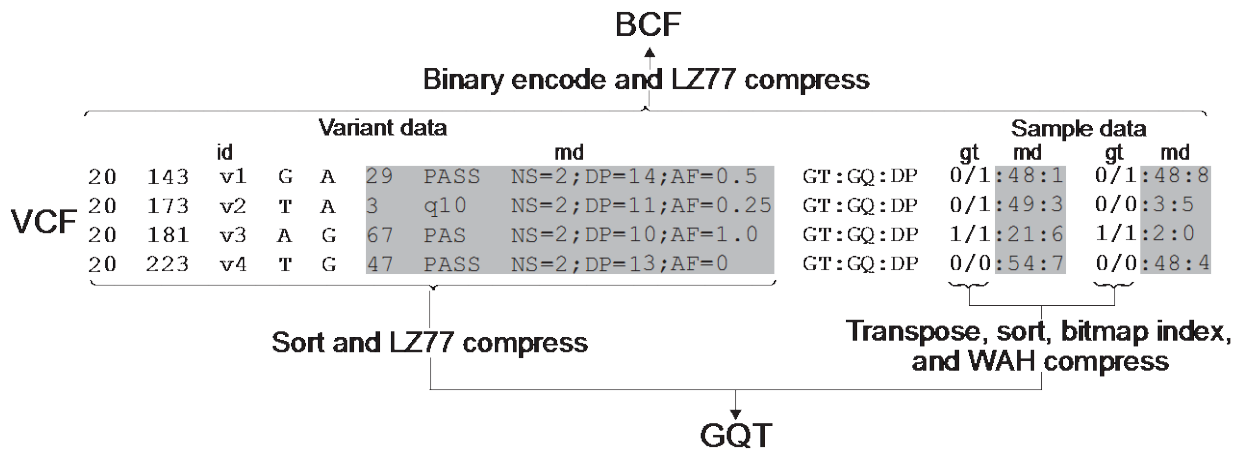 BCF
Binary encode and LZ77 compress
Variant data
Sample data
id md gt md gt md
20 143 v1 G A 29 PASS NS=2;DP=14;AF=0.5 GT:GQ:DP 0/1:48:1 0/1:48:8
VCF
20 173 v2 T A 3 q10 NS=2;DP=11;AF=0.25 GT:GQ:DP 0/1:49:3 0/0:3:5
20 181 v3 A G 67 PAS NS=2;DP=10;AF=1.0 GT:GQ:DP 1/1:21:6 1/1:2:0
20 223 v4 T G 47 PASS NS=2;DP=13;AF=0 GT:GQ:DP 0/0:54:7 0/0:48:4
Sort and LZ77 compress
Transpose, sort, bitmap index,
and WAH compress
GQT